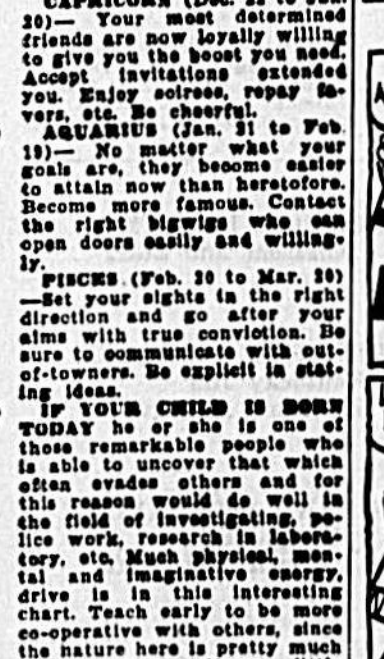 CAPRICORN (Dec. 22 to Jan.
20)— Your most determined
friends are now loyally willing
to give you the boost you need.
Accept invitations extended
you. Enjoy soirees, repay fa-
vers, etc. Be cheerful.
AQUARIUS (Jan. 21 to Feb.
19)— No matter what your
goals are, they become easier
to attain now than heretofore.
Become more famous. Contact
the right bigwigs who can
open doors easily and willing-
ly.
PISCES (Feb. 20 to Mar. 20)
—Set your sights in the right
direction and go after your
aims with true conviction. Be
sure to communicate with out-
of-towners. Be explicit in stat-
ing ideas.
IF YOUR CHILD IS BORN
TODAY he or she is one of
those remarkable people who
is able to uncover that which
often evades others and for
this reason would do well in
the field of investigating, po-
lice work, research in labora-
tory, etc. Much physical, men-
tal and imaginative energy,
drive is in this interesting
chart. Teach early to be more
co-operative with others, since
the nature here is pretty much